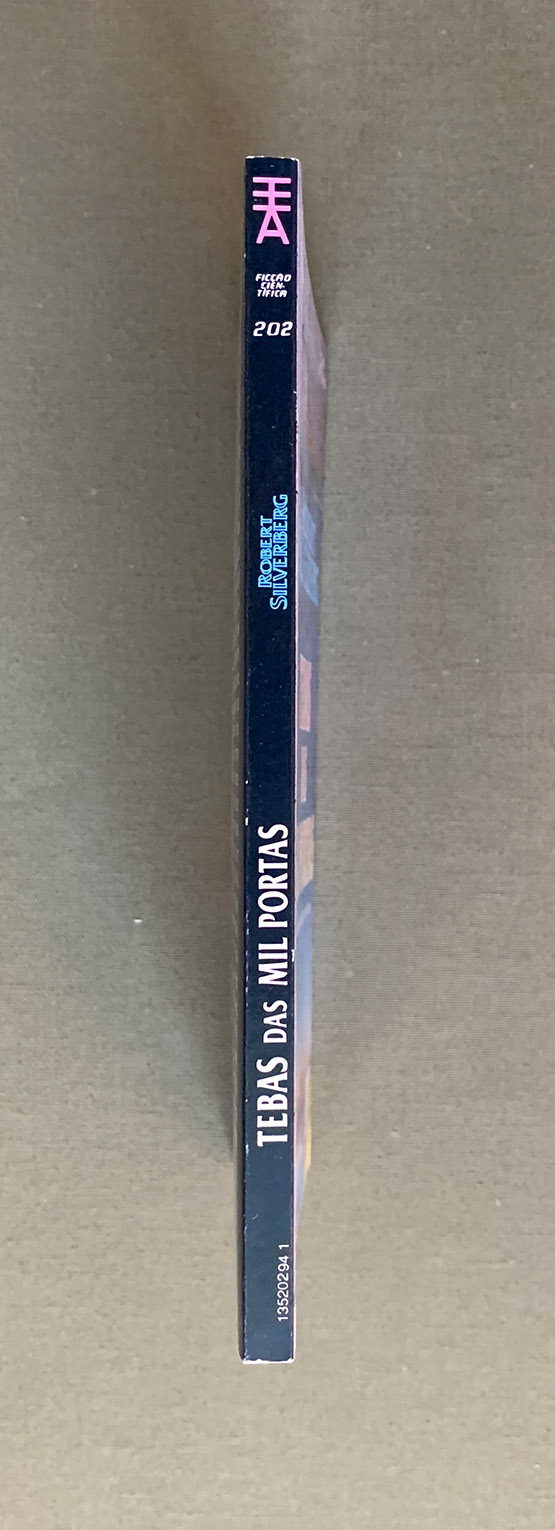 FICÇÃO
CIEN-
TÍFICA
202
ROBERT
SILVERBERG
TEBAS DAS MIL PORTAS
13520294 1